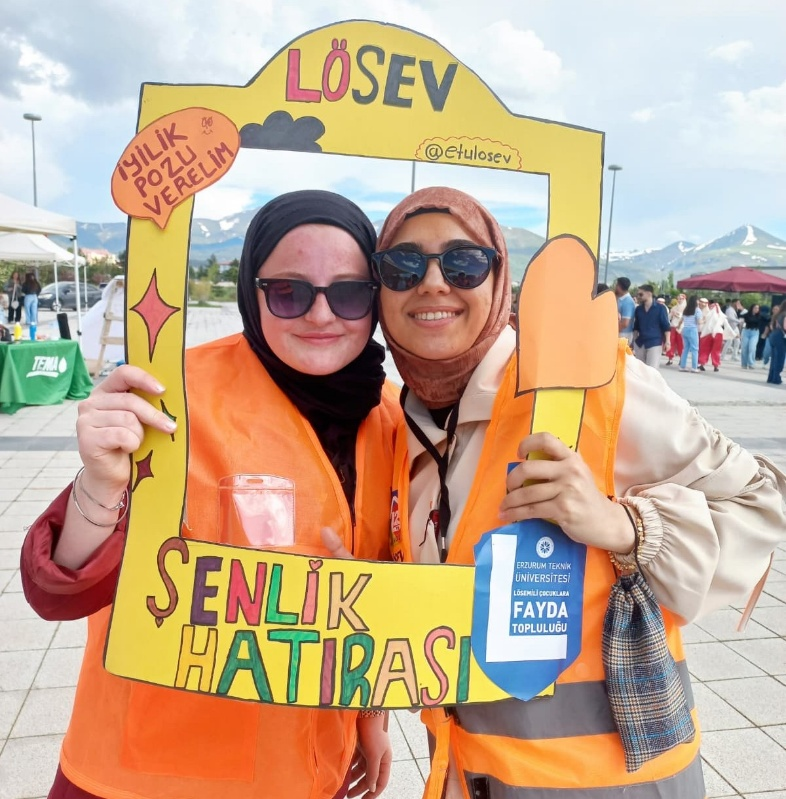 LÖSEV
@etulosev
İYİLİK
POZU
VERELİM
TEMA
ŞENLİK
HATIRASI
ERZURUM TEKNİK
ÜNİVERSİTESİ
LÖSEMİLİ ÇOCUKLARA
FAYDA
TOPLULUĞU